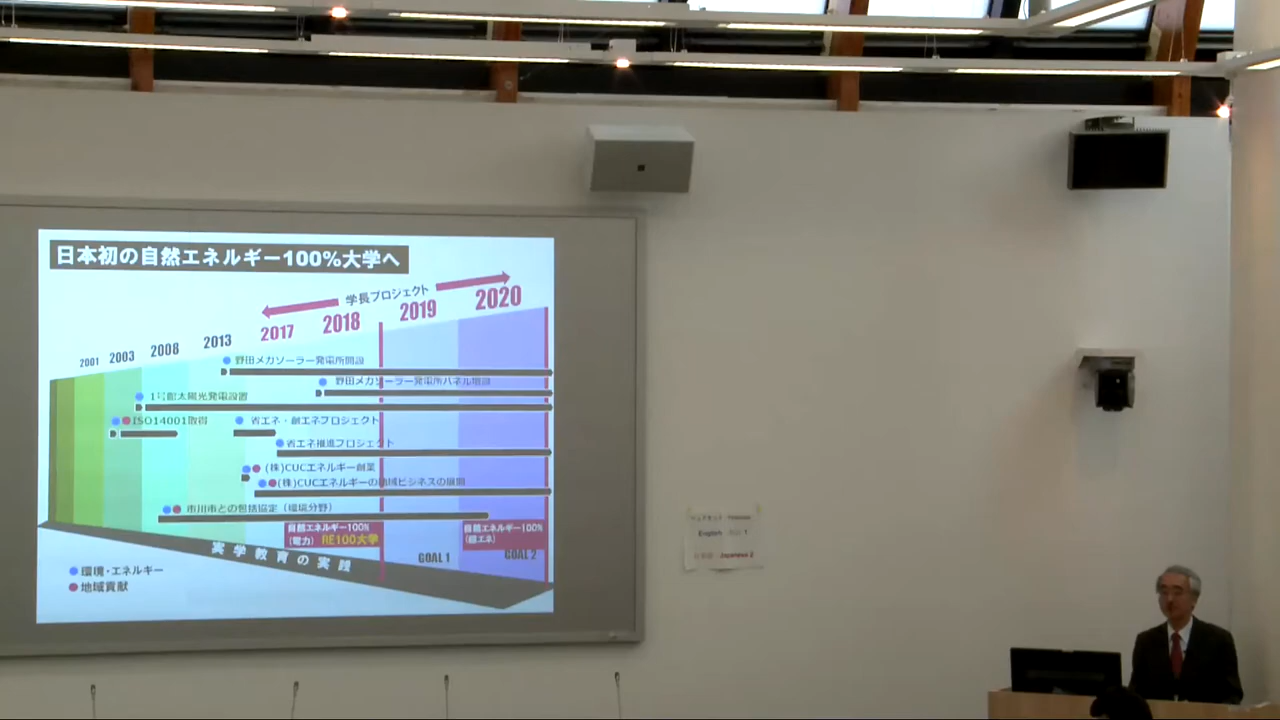 日本初の自然エネルギー100%大学へ
学長プロジェクト
2001 2003 2008 2013 2017 2018 2019 2020
野田メガソーラー発電所開設
野田メガソーラー発電所パネル増設
1号館太陽光発電設置
ISO14001取得
省エネ・創エネプロジェクト
省エネ推進プロジェクト
(株)CUCエネルギー創業
(株)CUCエネルギーの地域ビジネスの展開
市川市との包括協定(環境分野)
自然エネルギー100%
(電力) RE100大学
自然エネルギー100%
(総エネ)
GOAL 1
GOAL 2
実学教育の実践
環境・エネルギー
地域貢献
English
Japanese 2